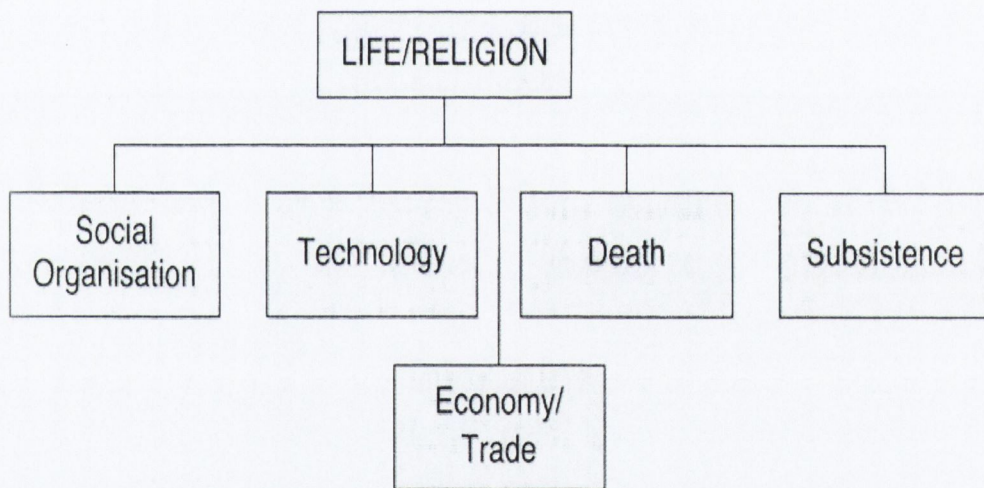 LIFE/RELIGION
Social
Organisation
Technology
Death
Subsistence
Economy/
Trade